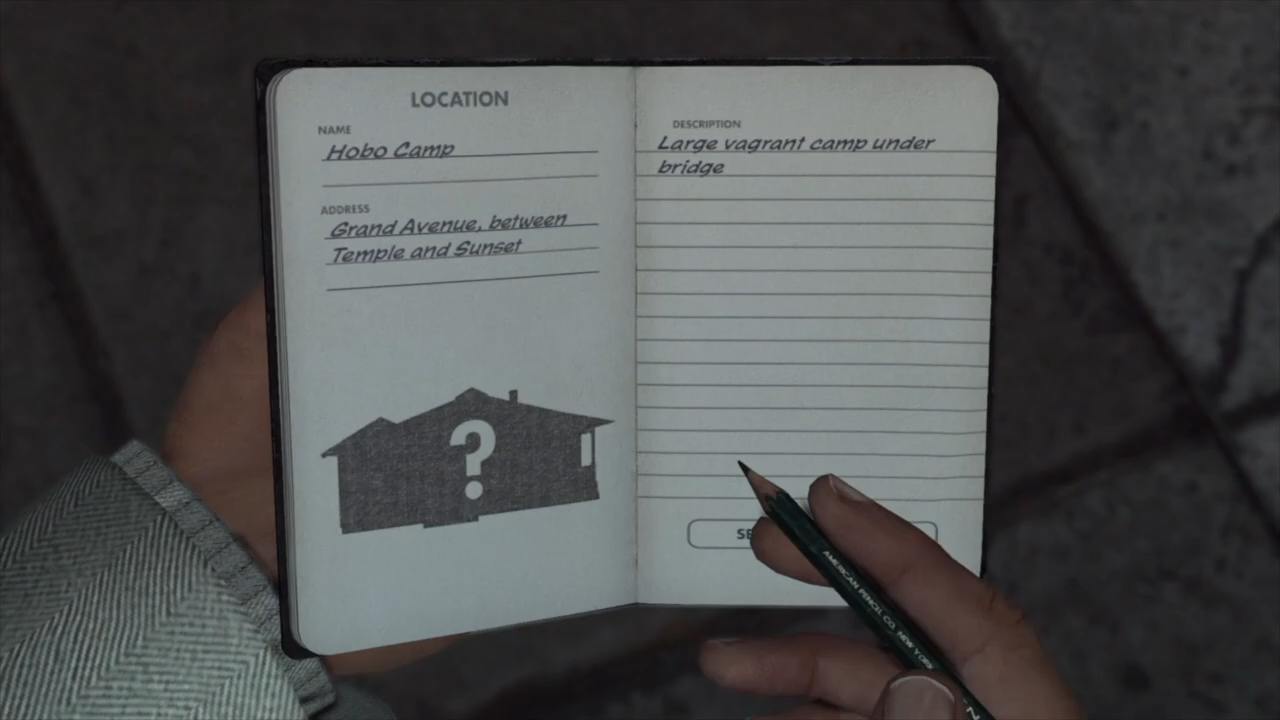 LOCATION
NAME
Hobo Camp
ADDRESS
Grand Avenue, between
Temple and Sunset
?
DESCRIPTION
Large vagrant camp under
bridge
AMERICAN PENCIL CO. NEW YORK